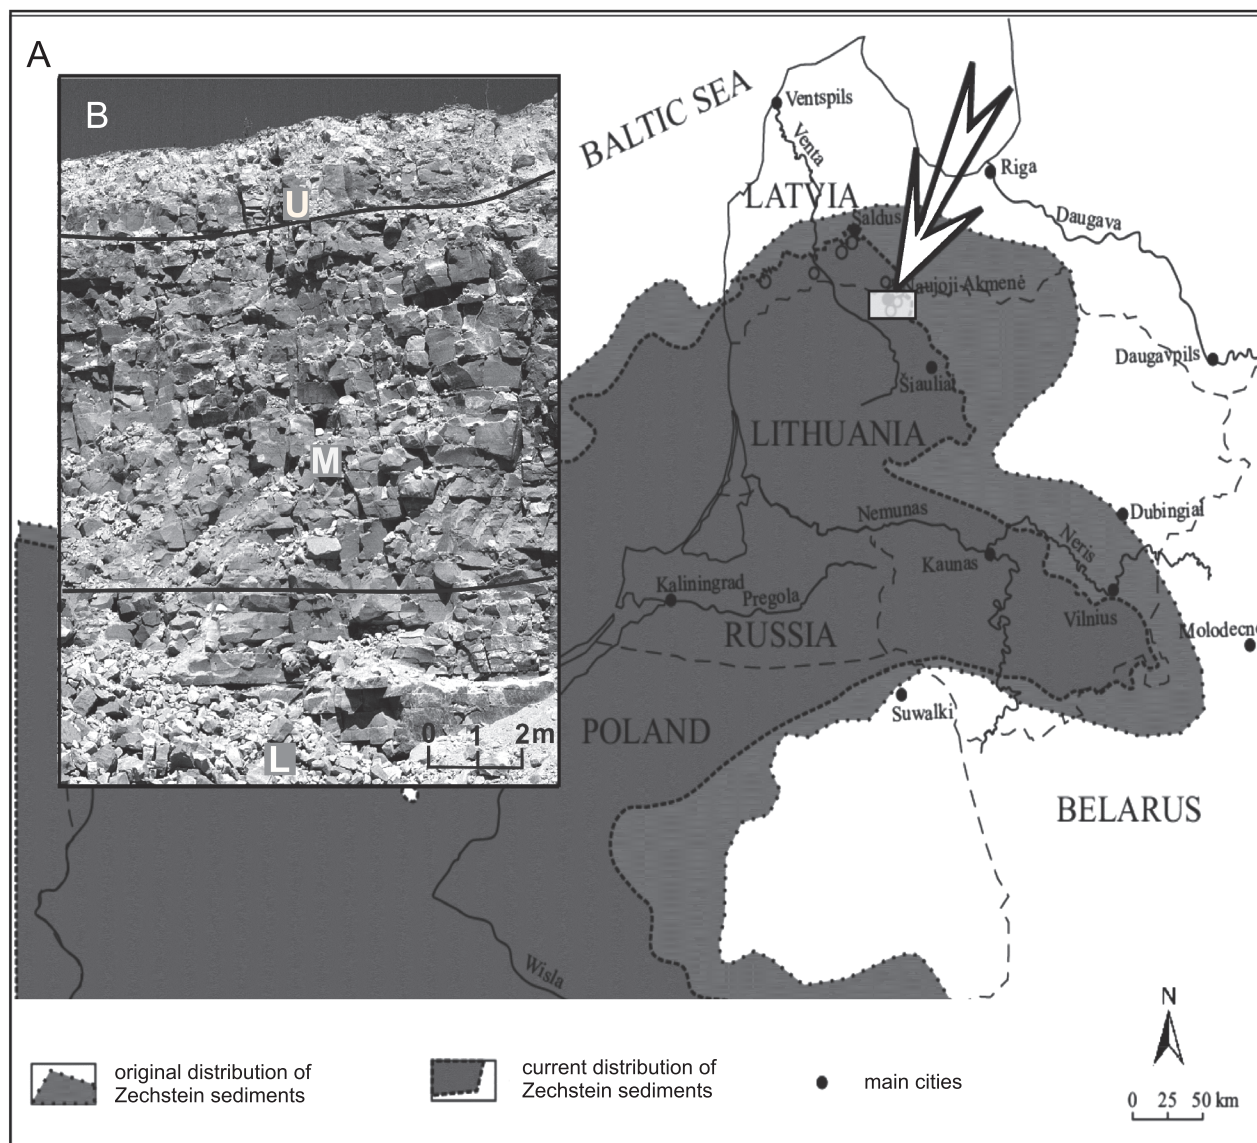 A
B
U
M
L
0 1 2m
BALTIC SEA
Ventspils
Venta
LATVIA
Riga
Daugava
Saldus
Naujoji Akmenė
Daugavpils
Šiauliai
LITHUANIA
Nemunas
Dubingiai
Neris
Kaunas
Kaliningrad
Pregola
Vilnius
RUSSIA
Molodecno
Suwalki
POLAND
BELARUS
Wisla
N
original distribution of
Zechstein sediments
current distribution of
Zechstein sediments
main cities
0 25 50 km